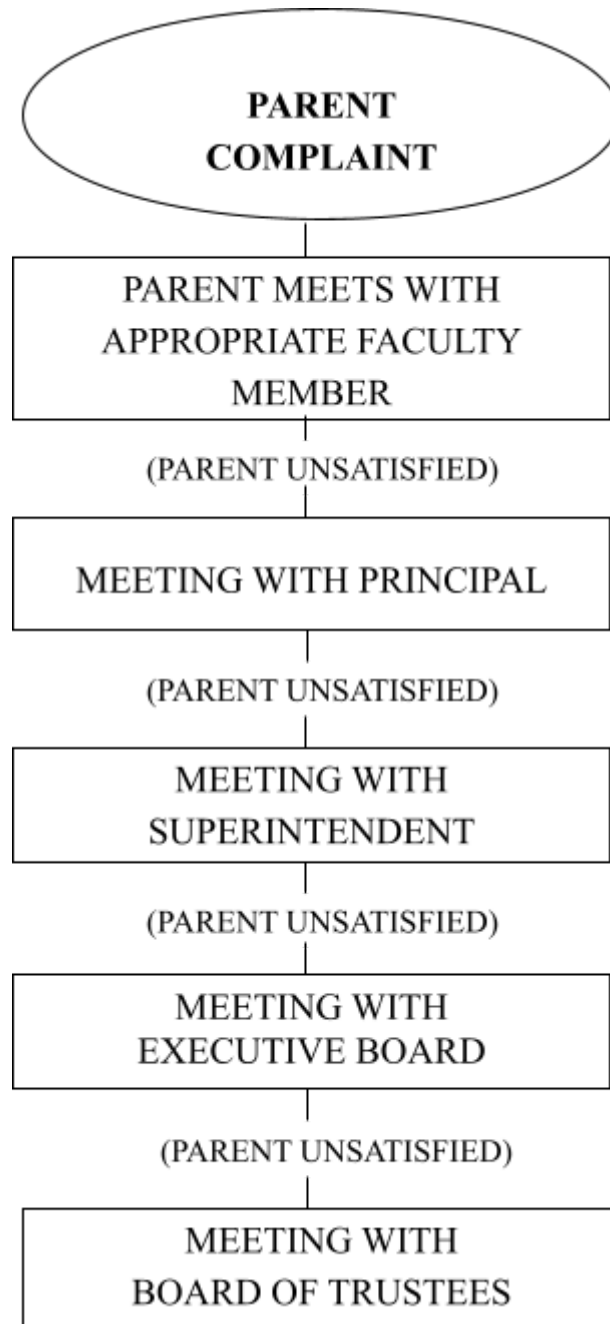 PARENT
COMPLAINT
PARENT MEETS WITH
APPROPRIATE FACULTY
MEMBER
(PARENT UNSATISFIED)
MEETING WITH PRINCIPAL
(PARENT UNSATISFIED)
MEETING WITH
SUPERINTENDENT
(PARENT UNSATISFIED)
MEETING WITH
EXECUTIVE BOARD
(PARENT UNSATISFIED)
MEETING WITH
BOARD OF TRUSTEES